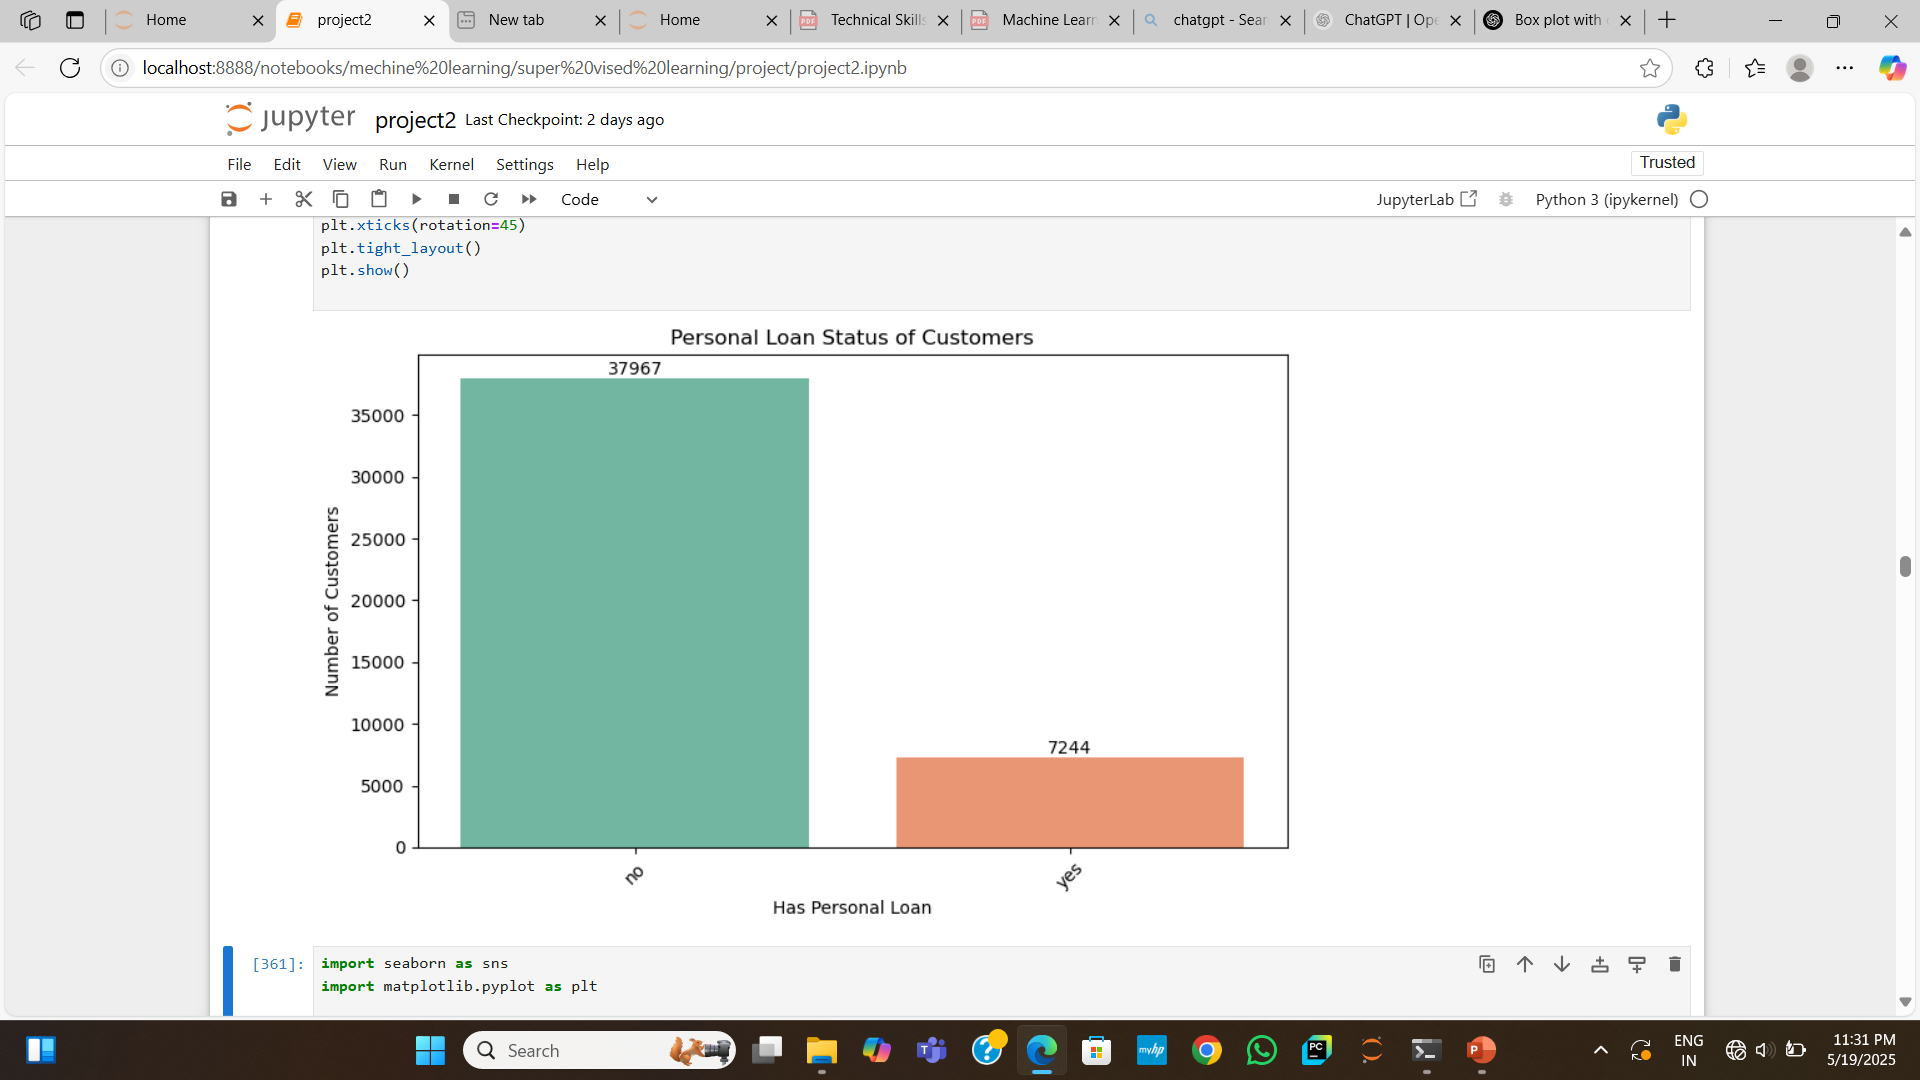 Home
project2
New tab
Home
Technical Skills
Machine Learn
chatgpt - Sear
ChatGPT | Ope
Box plot with
localhost:8888/notebooks/mechine%20learning/super%20vised%20learning/project/project2.ipynb
jupyter project2 Last Checkpoint: 2 days ago
File Edit View Run Kernel Settings Help
Trusted
Code
JupyterLab
Python 3 (ipykernel)
plt.xticks(rotation=45)
plt.tight_layout()
plt.show()
Personal Loan Status of Customers
37967
35000
30000
25000
20000
15000
10000
7244
5000
0
Number of Customers
no
yes
Has Personal Loan
[361]: import seaborn as sns
import matplotlib.pyplot as plt
Search
myhp
PC
ENG
IN
11:31 PM
5/19/2025